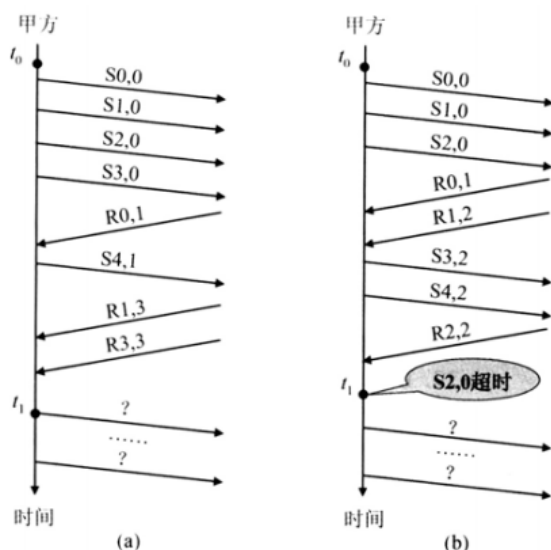 甲方
t0
S0,0
S1,0
S2,0
S3,0
R0,1
S4,1
R1,3
R3,3
t1
?
......
?
时间
(a)
甲方
t0
S0,0
S1,0
S2,0
R0,1
R1,2
S3,2
S4,2
R2,2
S2,0超时
t1
?
......
?
时间
(b)